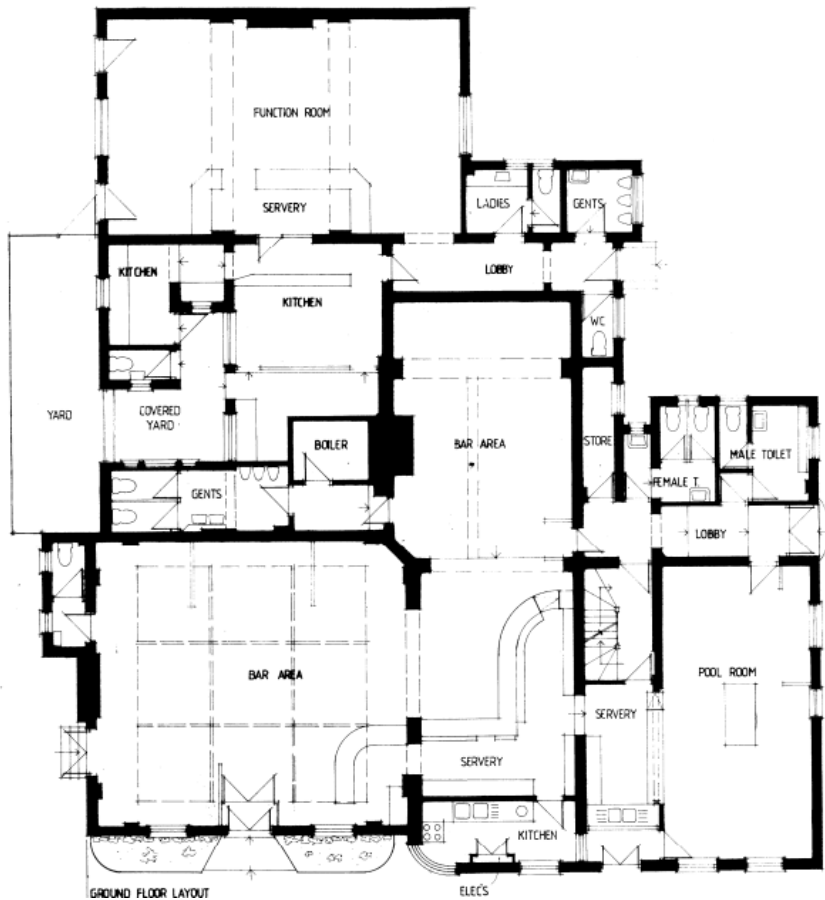 FUNCTION ROOM
SERVERY
LADIES
GENTS
KITCHEN
KITCHEN
LOBBY
WC
YARD
COVERED
YARD
BOILER
BAR AREA
STORE
MALE TOILET
FEMALE T.
GENTS
LOBBY
BAR AREA
POOL ROOM
SERVERY
SERVERY
KITCHEN
GROUND FLOOR LAYOUT
ELEC'S